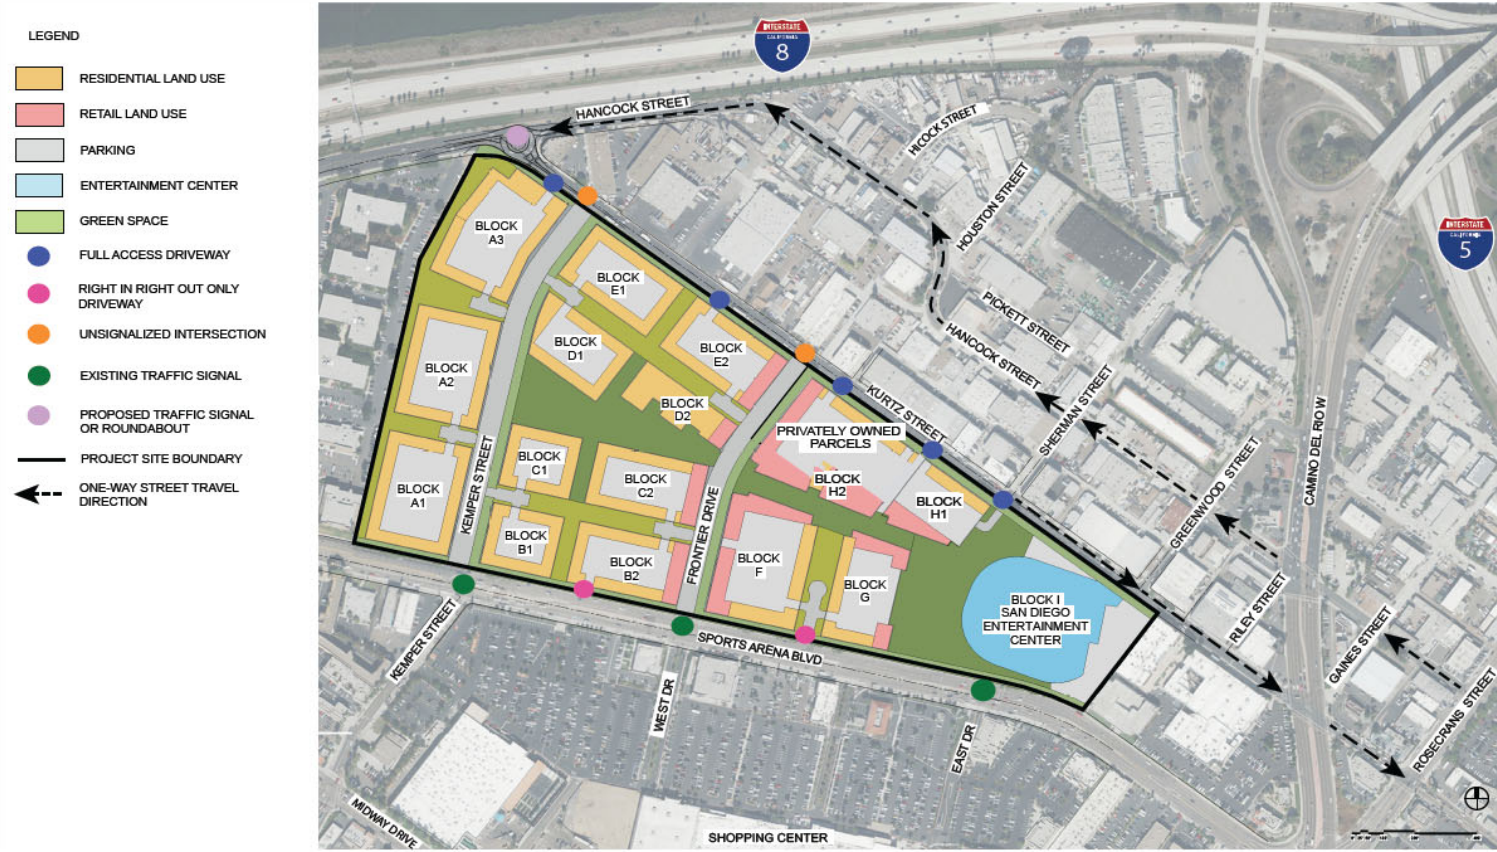 LEGEND
RESIDENTIAL LAND USE
RETAIL LAND USE
PARKING
ENTERTAINMENT CENTER
GREEN SPACE
FULL ACCESS DRIVEWAY
RIGHT IN RIGHT OUT ONLY
DRIVEWAY
UNSIGNALIZED INTERSECTION
EXISTING TRAFFIC SIGNAL
PROPOSED TRAFFIC SIGNAL
OR ROUNDABOUT
PROJECT SITE BOUNDARY
ONE-WAY STREET TRAVEL
DIRECTION
INTERSTATE
CALIFORNIA
8
HANCOCK STREET
HICOCK STREET
HOUSTON STREET
INTERSTATE
CALIFORNIA
5
BLOCK
A3
BLOCK
E1
PICKETT STREET
HANCOCK STREET
BLOCK
D1
BLOCK
E2
BLOCK
A2
KURTZ STREET
SHERMAN STREET
CAMINO DEL RIO W
BLOCK
D2
PRIVATELY OWNED
PARCELS
BLOCK
C1
BLOCK
C2
BLOCK
H2
BLOCK
H1
GREENWOOD STREET
BLOCK
A1
KEMPER STREET
FRONTIER DRIVE
BLOCK
B1
BLOCK
B2
BLOCK
F
BLOCK
G
BLOCK I
SAN DIEGO
ENTERTAINMENT
CENTER
RILEY STREET
GAINES STREET
ROSECRANS STREET
KEMPER STREET
SPORTS ARENA BLVD
WEST DR
EAST DR
MIDWAY DRIVE
SHOPPING CENTER